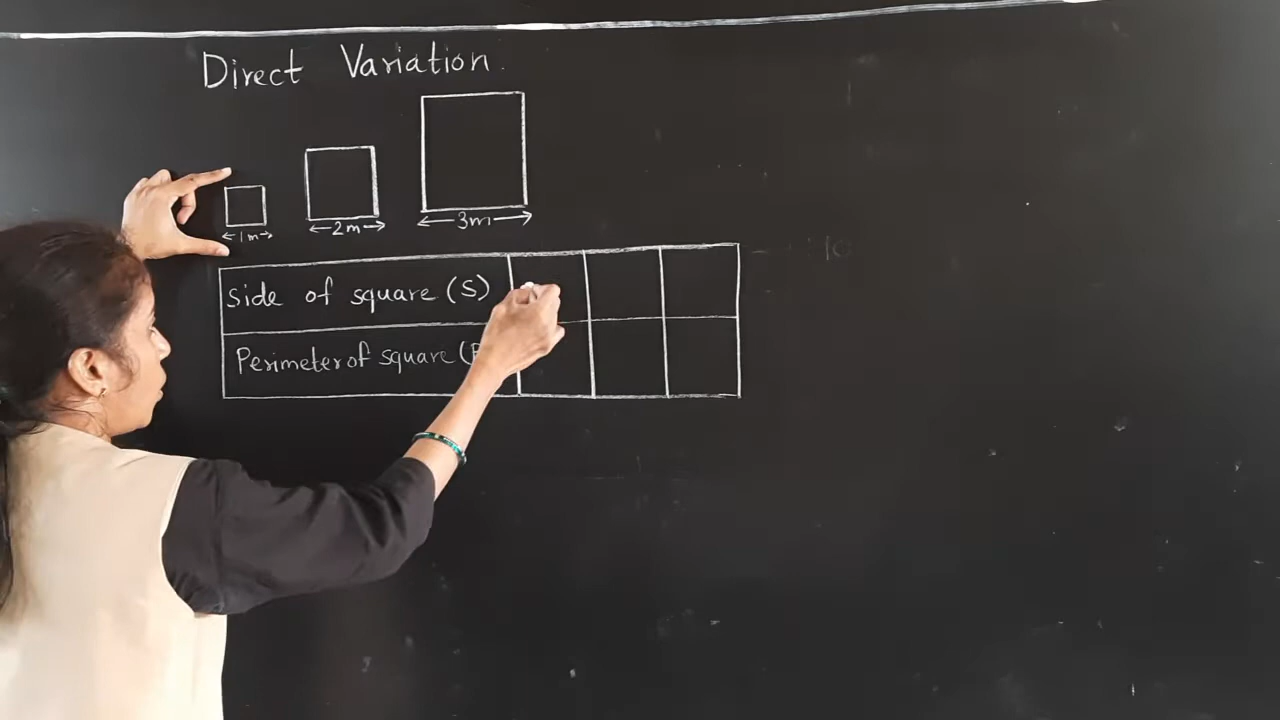 Direct Variation.
1m 2m 3m
Side of square (S)
Perimeter of square (P